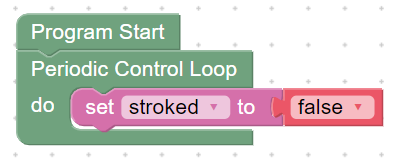 Program Start
Periodic Control Loop
do set stroked to false